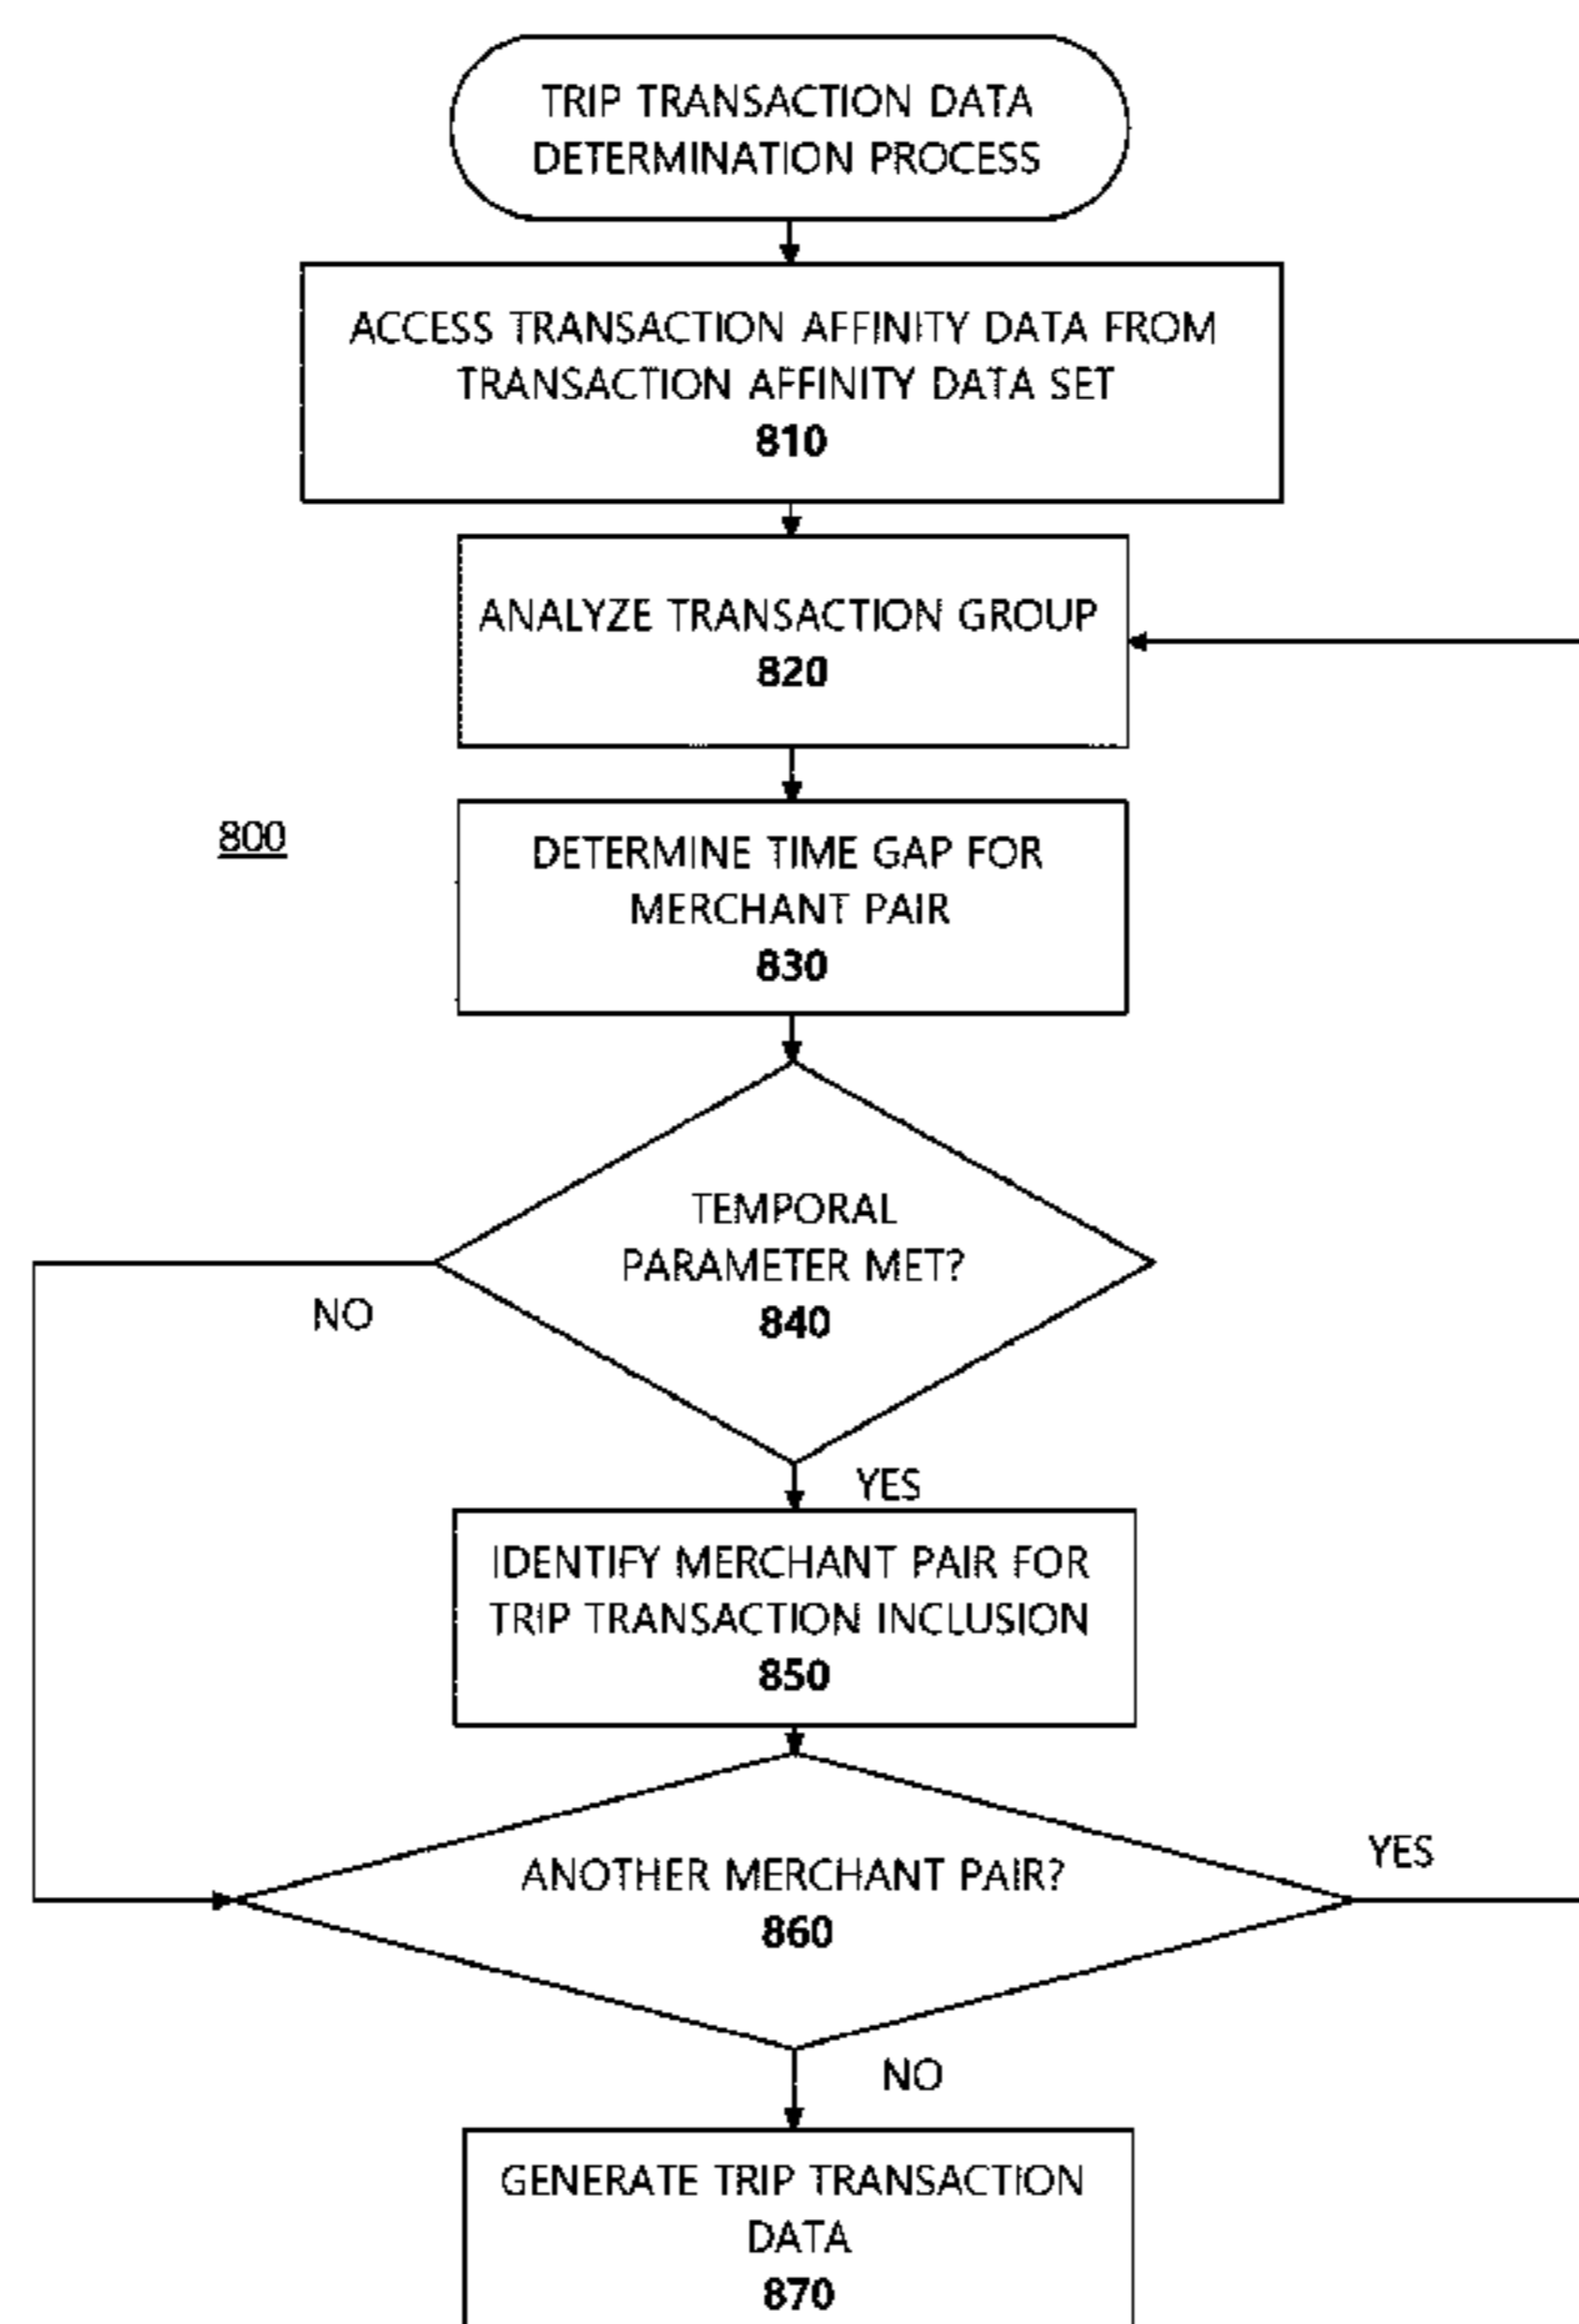 TRIP TRANSACTION DATA
DETERMINATION PROCESS
ACCESS TRANSACTION AFFINITY DATA FROM
TRANSACTION AFFINITY DATA SET
810
ANALYZE TRANSACTION GROUP
820
800
DETERMINE TIME GAP FOR
MERCHANT PAIR
830
TEMPORAL
PARAMETER MET?
840
NO
YES
IDENTIFY MERCHANT PAIR FOR
TRIP TRANSACTION INCLUSION
850
YES
ANOTHER MERCHANT PAIR?
860
NO
GENERATE TRIP TRANSACTION
DATA
870